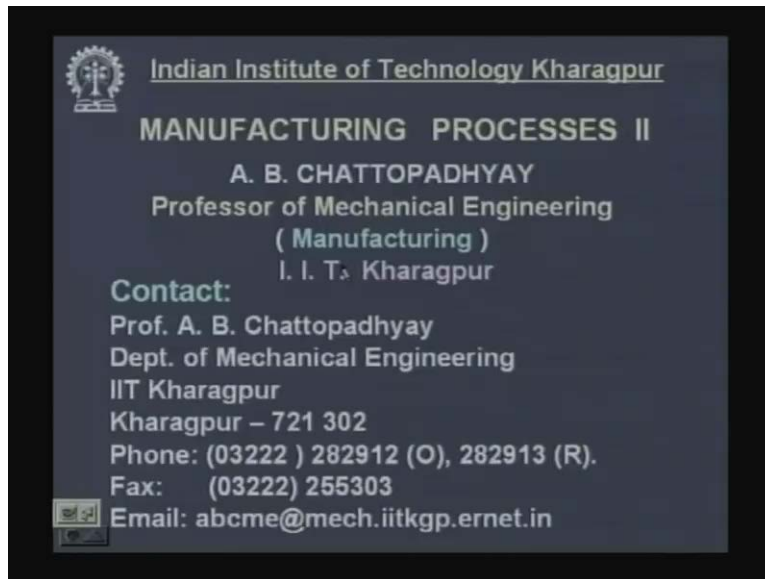 Indian Institute of Technology Kharagpur
MANUFACTURING PROCESSES II
A. B. CHATTOPADHYAY
Professor of Mechanical Engineering
( Manufacturing )
I. I. T. Kharagpur
Contact:
Prof. A. B. Chattopadhyay
Dept. of Mechanical Engineering
IIT Kharagpur
Kharagpur – 721 302
Phone: (03222 ) 282912 (O), 282913 (R).
Fax: (03222) 255303
Email: abcme@mech.iitkgp.ernet.in